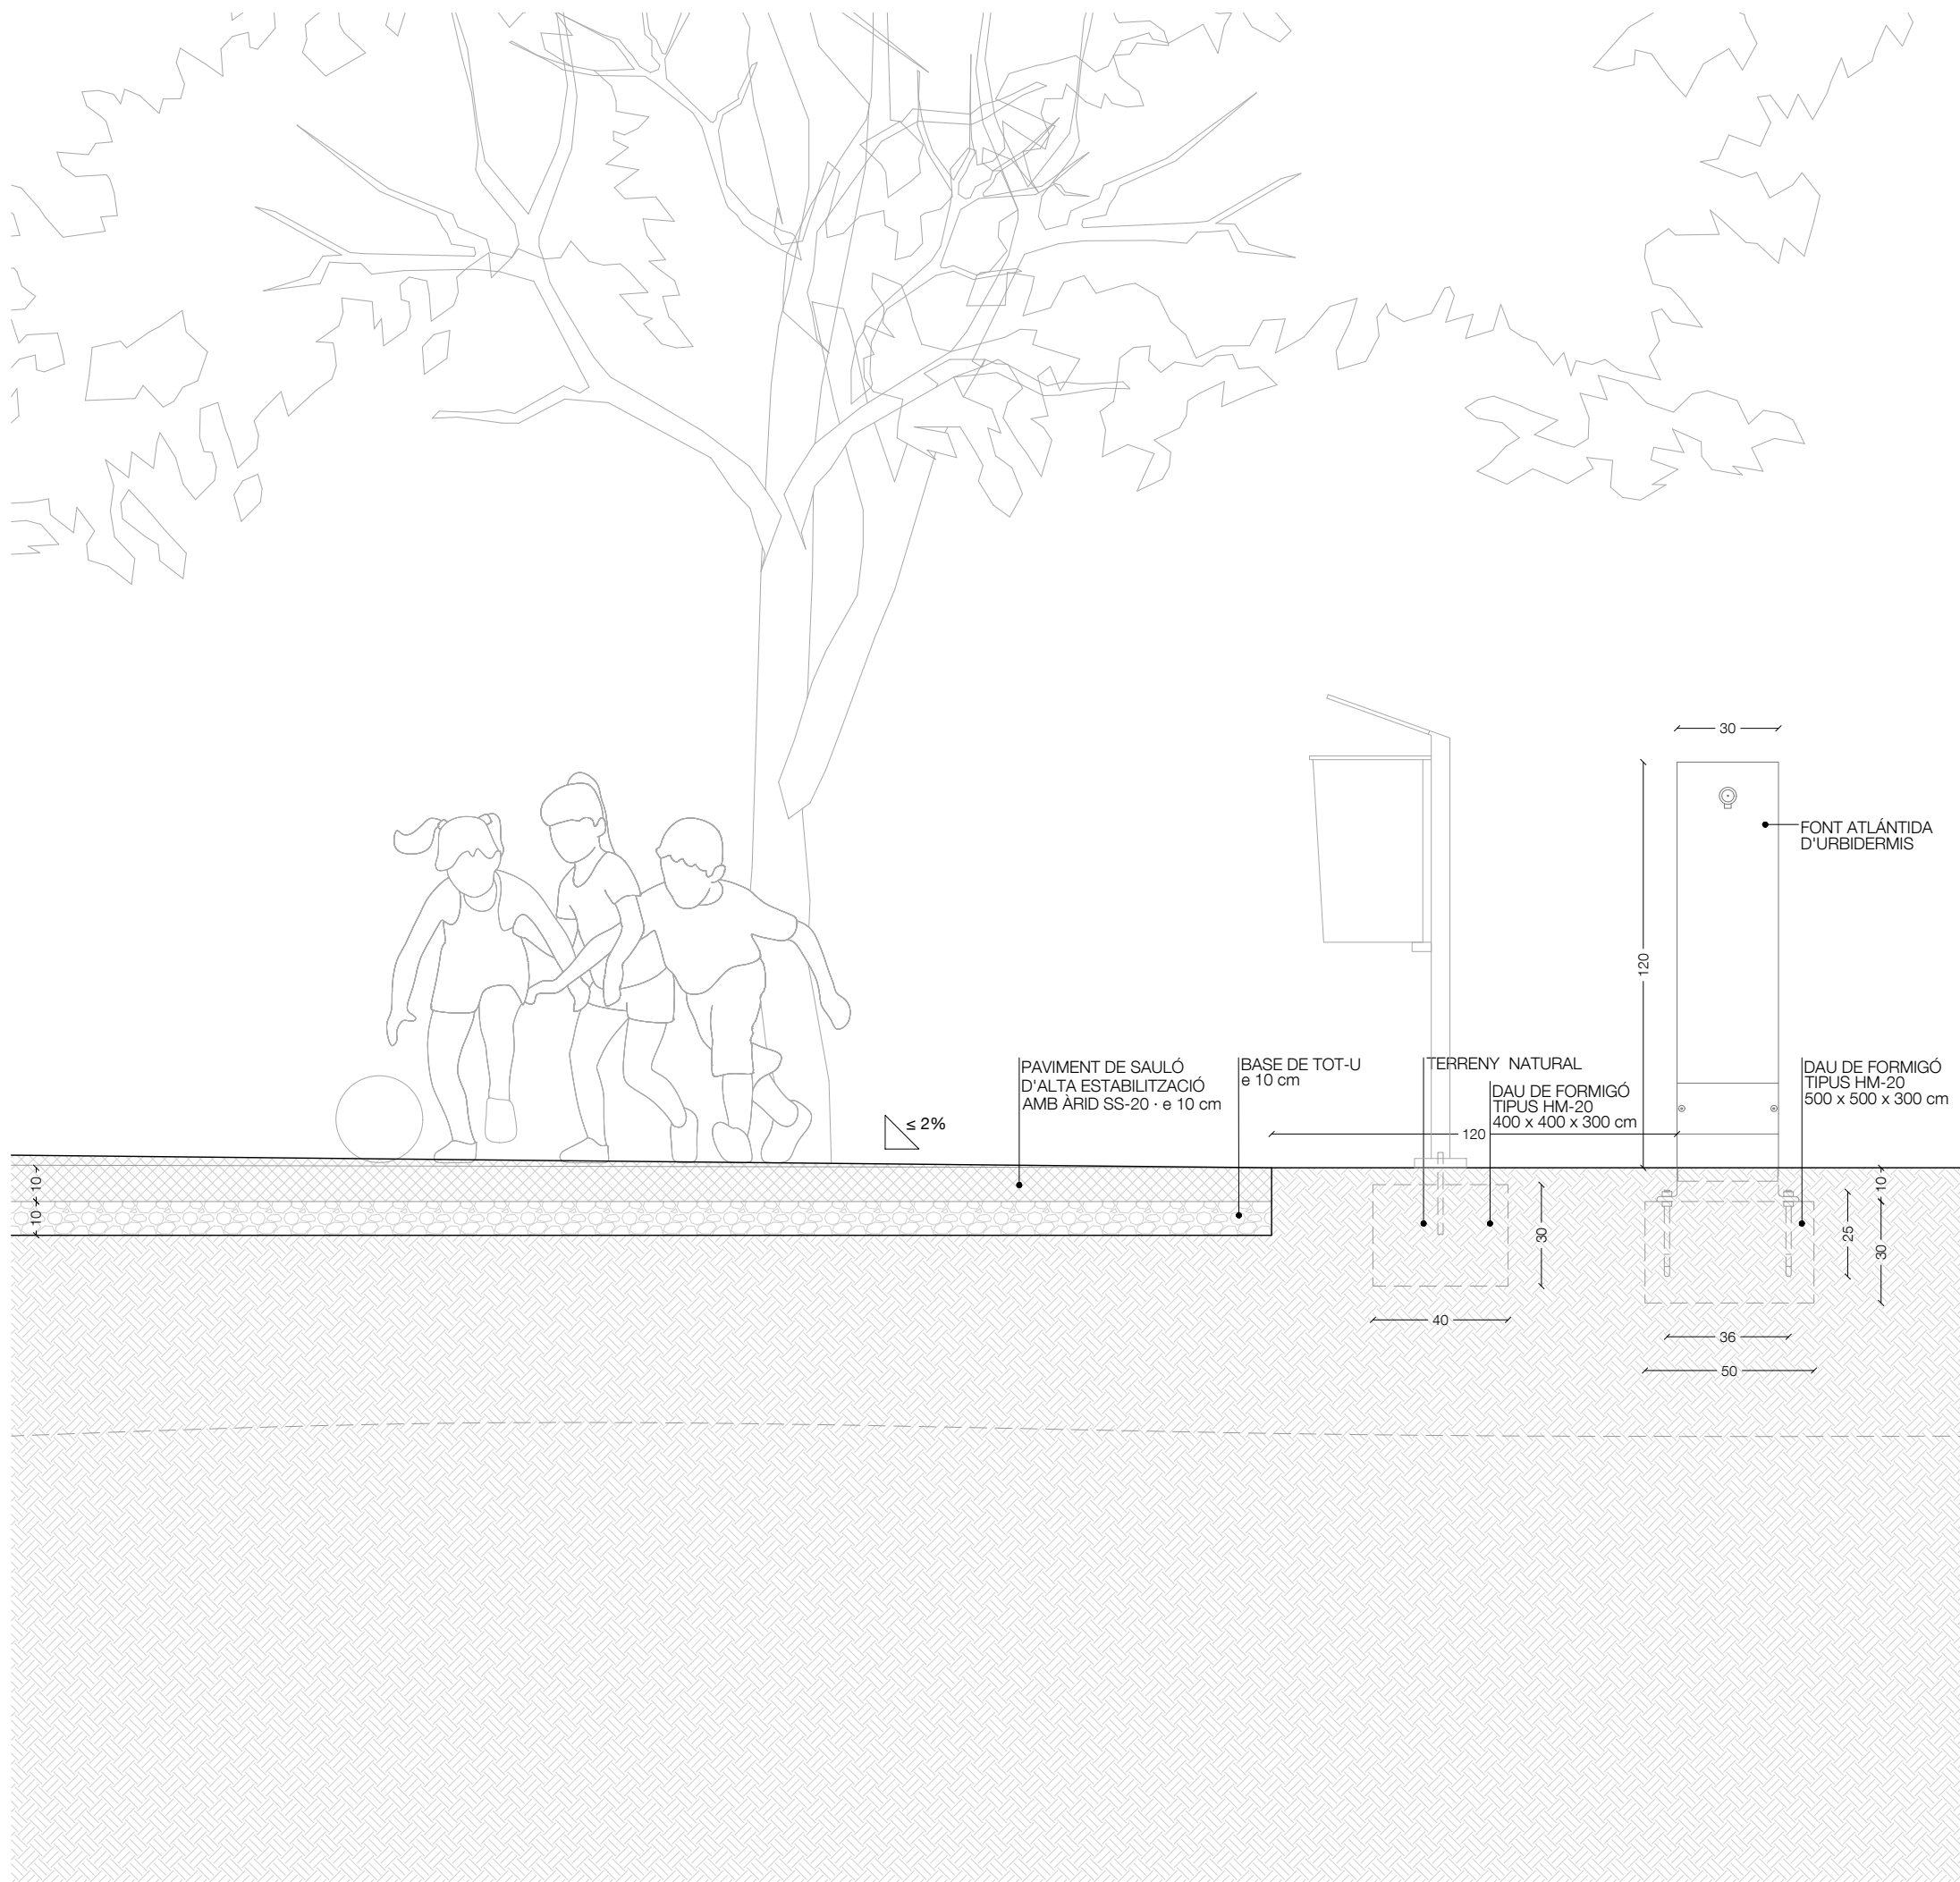 30
FONT ATLÁNTIDA
D'URBIDERMIS
120
PAVIMENT DE SAULÓ
D'ALTA ESTABILITZACIÓ
AMB ÀRID SS-20 · e 10 cm
BASE DE TOT-U
e 10 cm
TERRENY NATURAL
DAU DE FORMIGÓ
TIPUS HM-20
400 x 400 x 300 cm
DAU DE FORMIGÓ
TIPUS HM-20
500 x 500 x 300 cm
≤ 2%
120
10
10
10
30
25
30
40
36
50